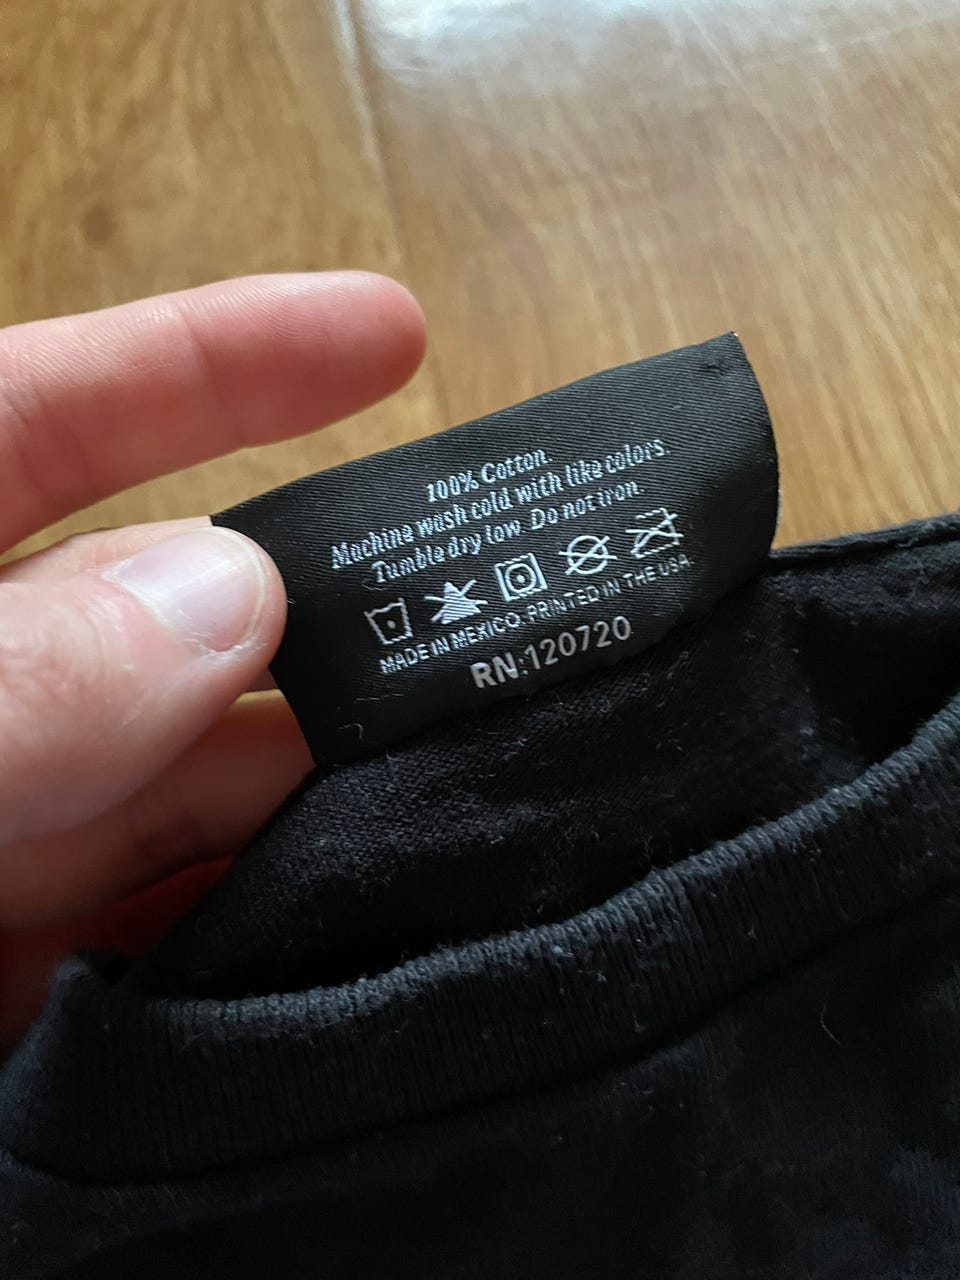 100% Cotton.
Machine wash cold with like colors.
Tumble dry low. Do not iron.
MADE IN MEXICO. PRINTED IN THE USA.
RN:120720